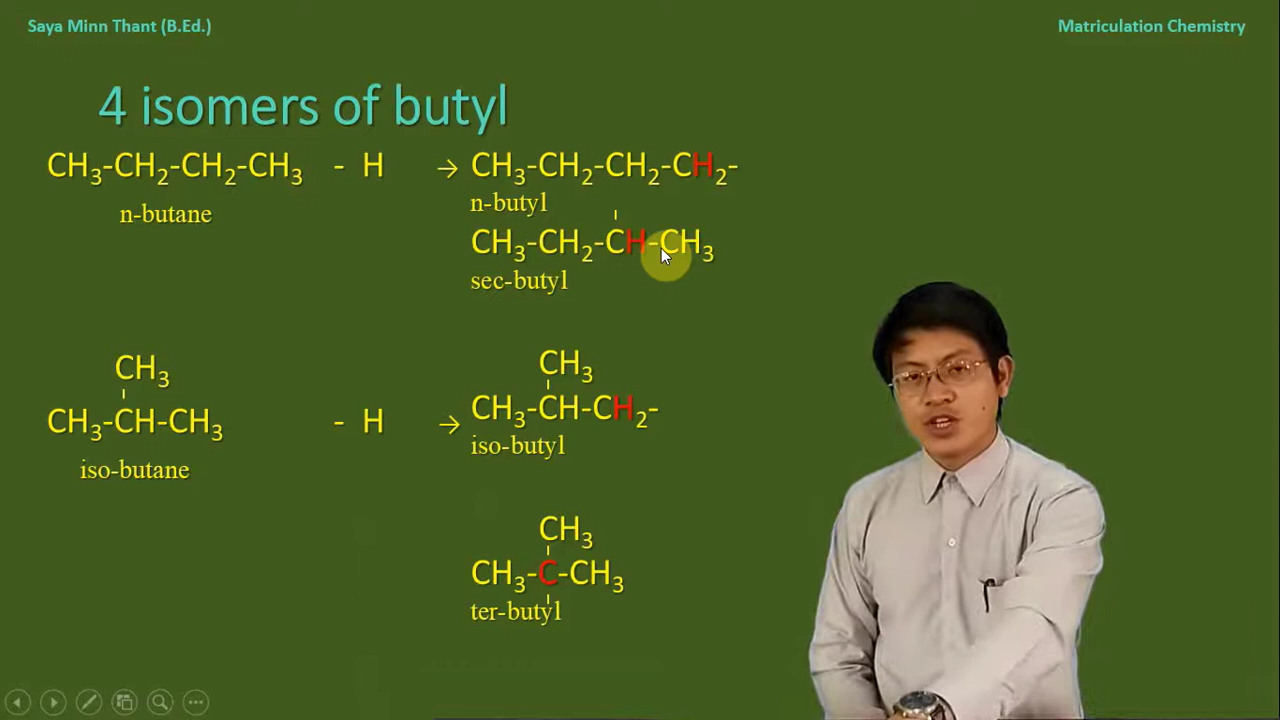 Saya Minn Thant (B.Ed.)
Matriculation Chemistry
4 isomers of butyl
CH₃-CH₂-CH₂-CH₃ - H → CH₃-CH₂-CH₂-CH₂-
n-butane
n-butyl
CH₃-CH₂-CH-CH₃
sec-butyl
CH₃
CH₃-CH-CH₃ - H →
iso-butane
CH₃
CH₃-CH-CH₂-
iso-butyl
CH₃
CH₃-C-CH₃
ter-butyl